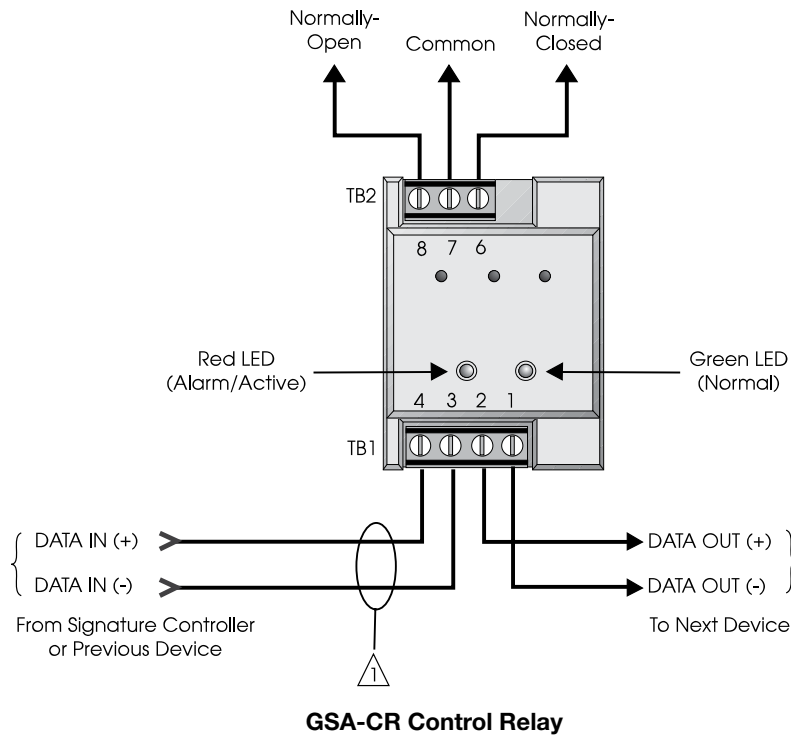 Normally-
Open
Common
Normally-
Closed
TB2
8 7 6
Red LED
(Alarm/Active)
Green LED
(Normal)
4 3 2 1
TB1
DATA IN (+)
DATA OUT (+)
DATA IN (-)
DATA OUT (-)
From Signature Controller
or Previous Device
To Next Device
1
GSA-CR Control Relay